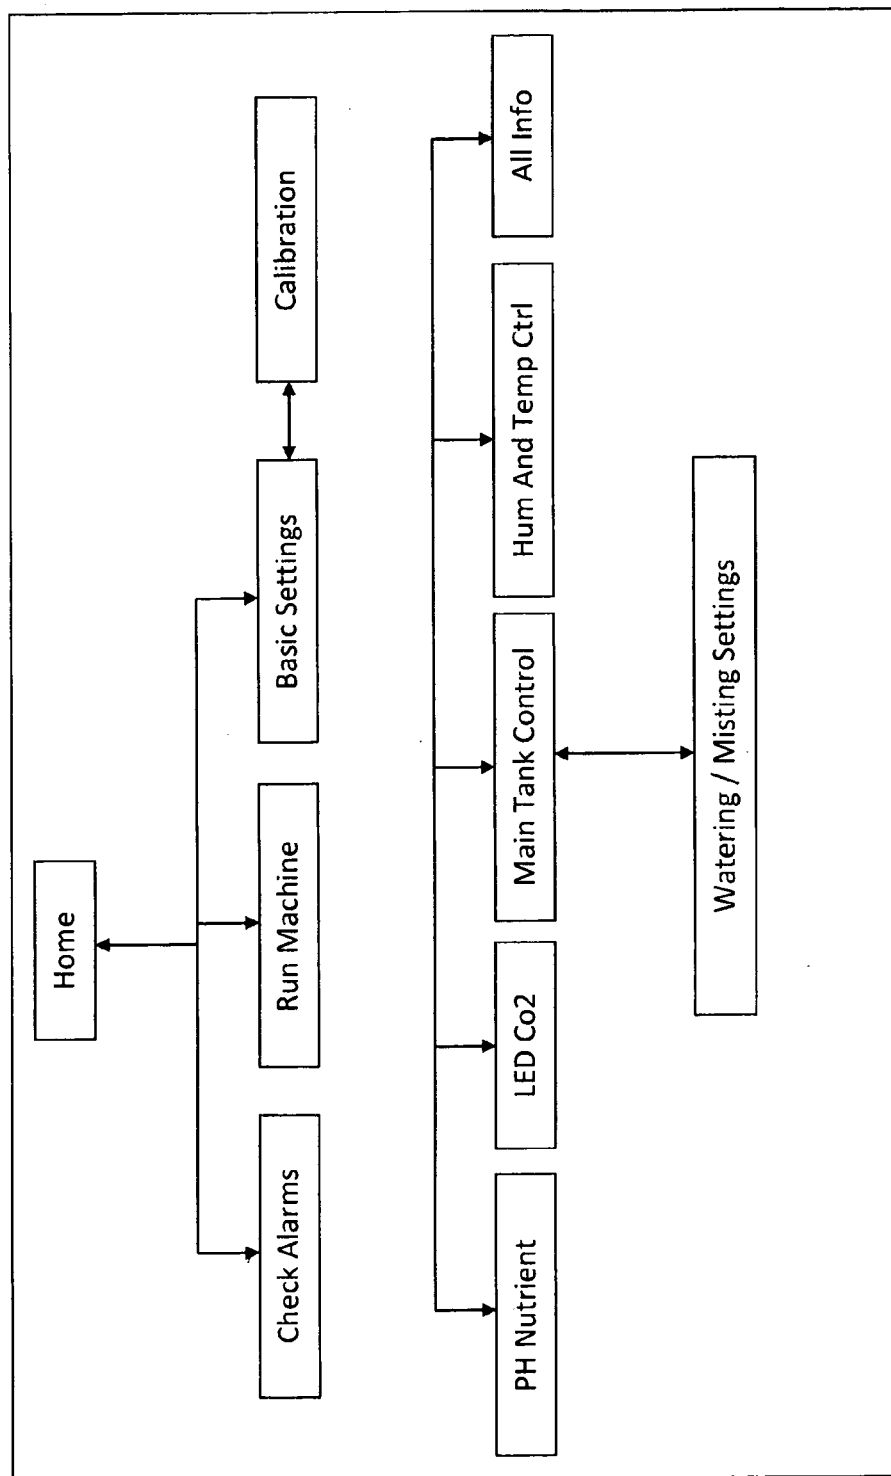 Home
Check Alarms
Run Machine
Basic Settings
Calibration
PH Nutrient
LED Co2
Main Tank Control
Hum And Temp Ctrl
All Info
Watering / Misting Settings